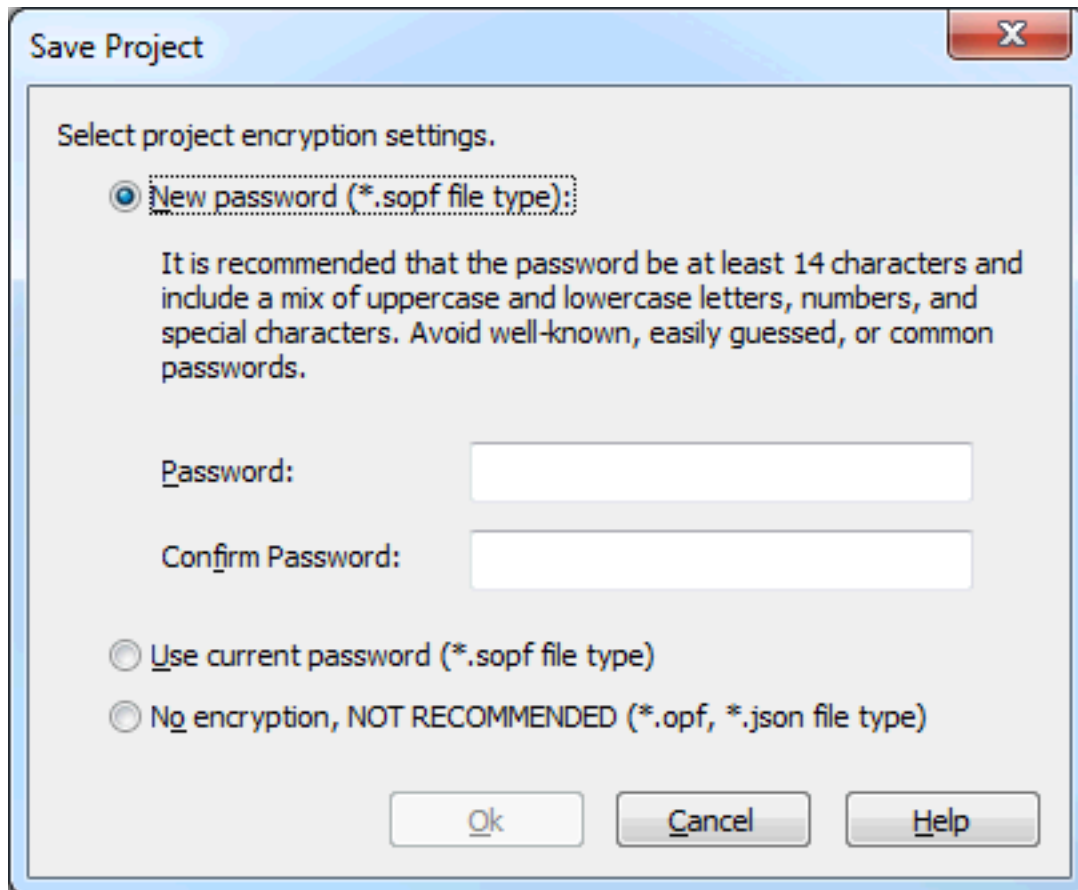 Save Project
Select project encryption settings.
New password (*.sopf file type):
It is recommended that the password be at least 14 characters and
include a mix of uppercase and lowercase letters, numbers, and
special characters. Avoid well-known, easily guessed, or common
passwords.
Password:
Confirm Password:
Use current password (*.sopf file type)
No encryption, NOT RECOMMENDED (*.opf, *.json file type)
Ok Cancel Help